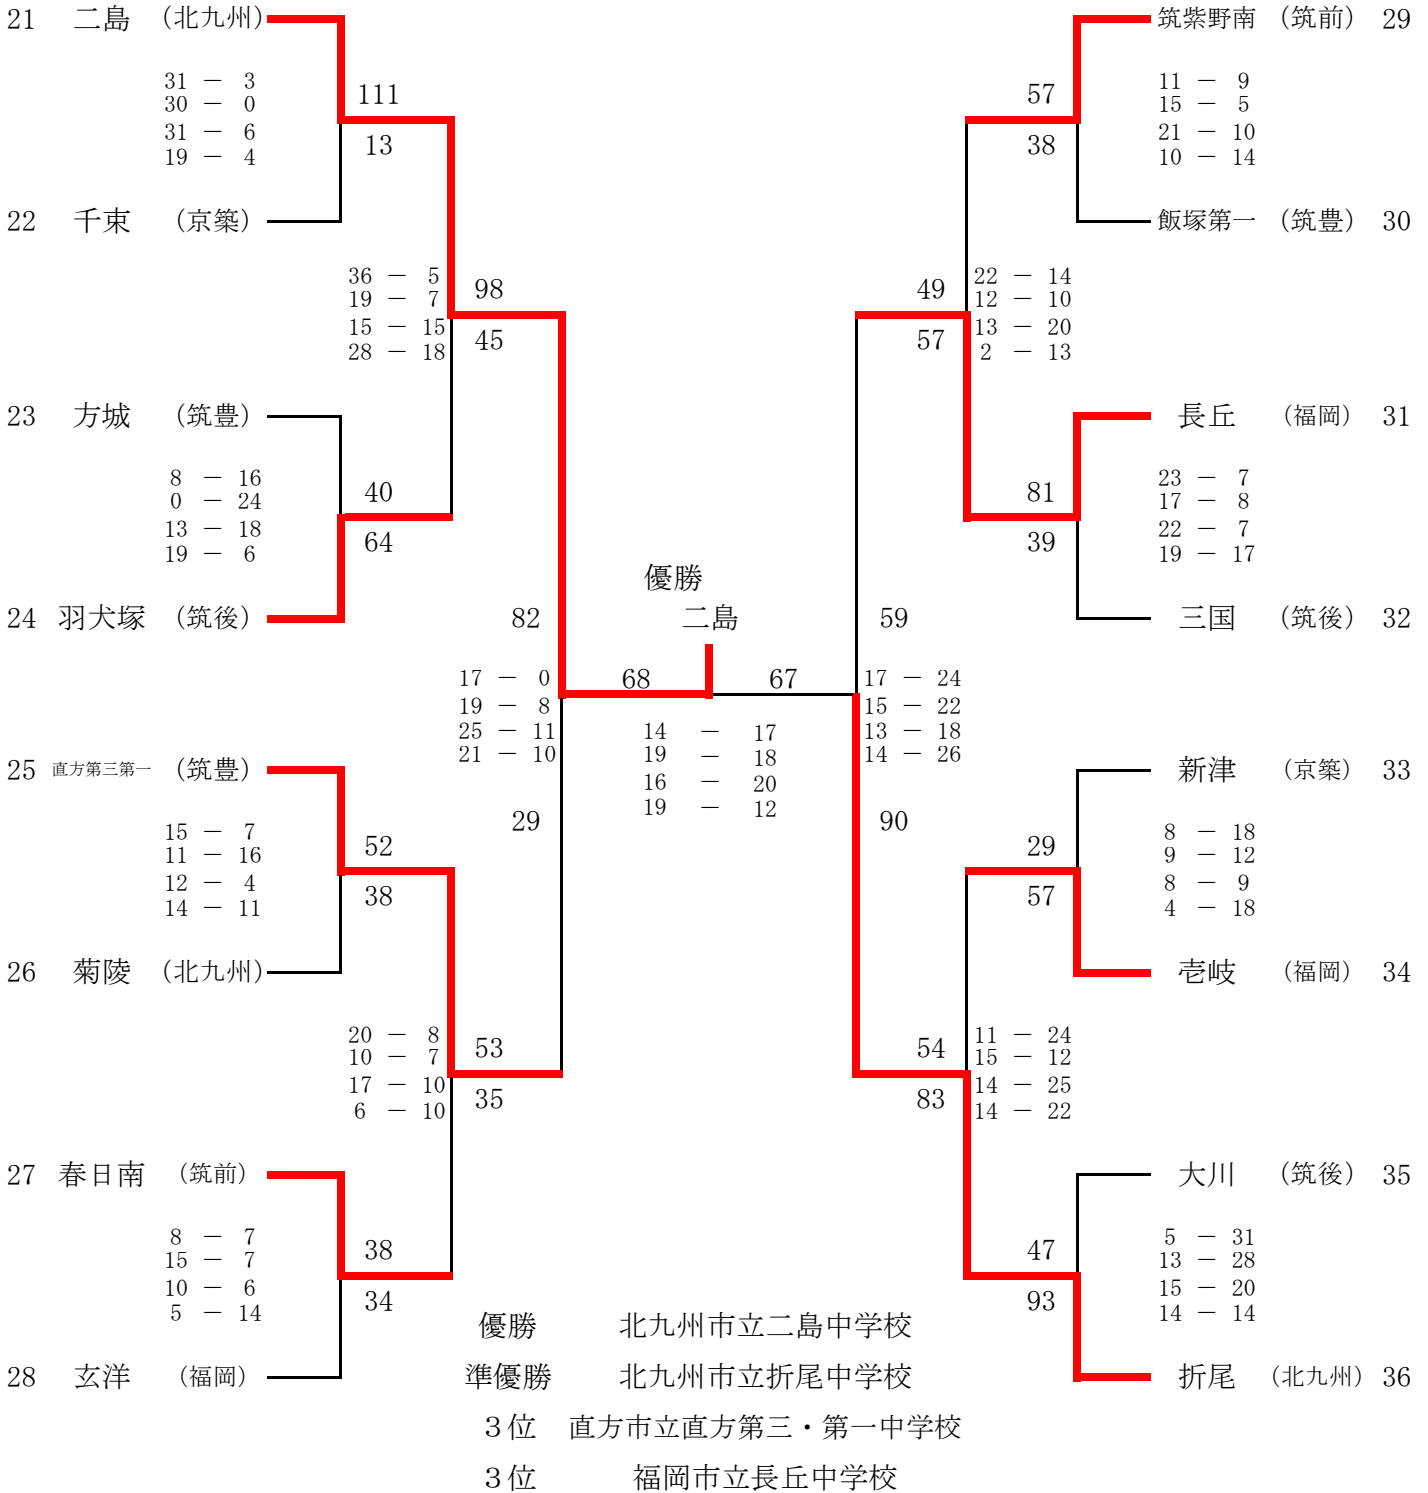 21 二島 （北九州）
31 － 3
30 － 0
31 － 6
19 － 4
111
13
22 千束 （京築）
36 － 5
19 － 7
15 － 15
28 － 18
98
45
23 方城 （筑豊）
8 － 16
0 － 24
13 － 18
19 － 6
40
64
24 羽犬塚 （筑後）
82
17 － 0
19 － 8
25 － 11
21 － 10
29
25 直方第三第一 （筑豊）
15 － 7
11 － 16
12 － 4
14 － 11
52
38
26 菊陵 （北九州）
20 － 8
10 － 7
17 － 10
6 － 10
53
35
27 春日南 （筑前）
8 － 7
15 － 7
10 － 6
5 － 14
38
34
28 玄洋 （福岡）
優勝
二島
68 67
14 － 17
19 － 18
16 － 20
19 － 12
筑紫野南 （筑前） 29
57
38
11 － 9
15 － 5
21 － 10
10 － 14
飯塚第一 （筑豊） 30
49
57
22 － 14
12 － 10
13 － 20
2 － 13
長丘 （福岡） 31
81
39
23 － 7
17 － 8
22 － 7
19 － 17
三国 （筑後） 32
59
17 － 24
15 － 22
13 － 18
14 － 26
90
新津 （京築） 33
29
57
8 － 18
9 － 12
8 － 9
4 － 18
壱岐 （福岡） 34
54
83
11 － 24
15 － 12
14 － 25
14 － 22
大川 （筑後） 35
47
93
5 － 31
13 － 28
15 － 20
14 － 14
折尾 （北九州） 36
優勝 北九州市立二島中学校
準優勝 北九州市立折尾中学校
３位 直方市立直方第三・第一中学校
３位 福岡市立長丘中学校